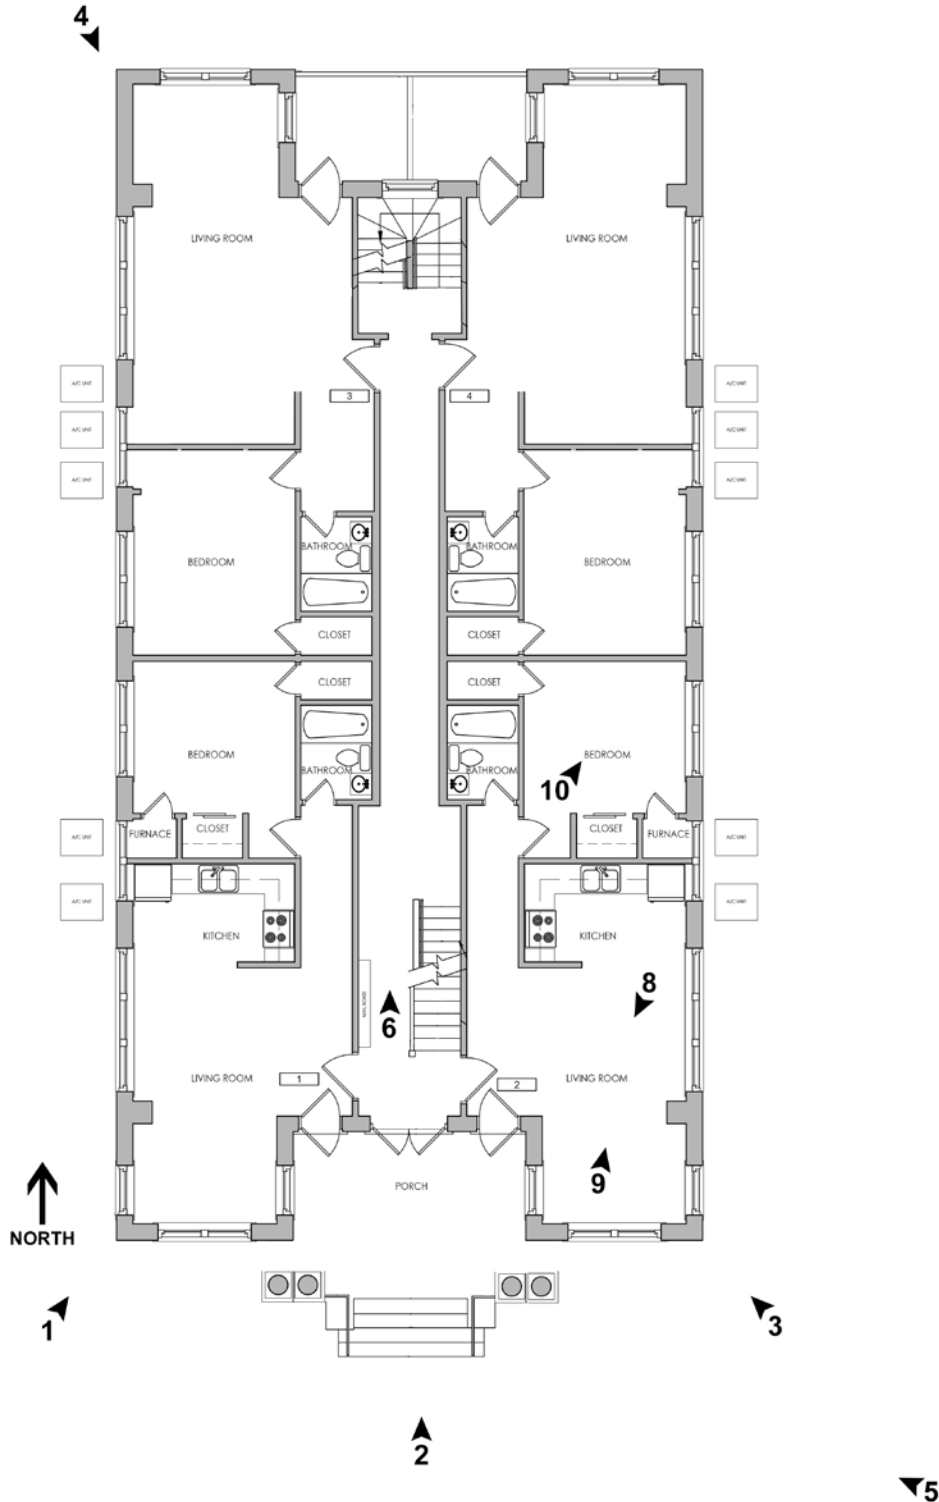 4
LIVING ROOM
LIVING ROOM
A/C UNIT
A/C UNIT
3
4
A/C UNIT
A/C UNIT
A/C UNIT
A/C UNIT
BATHROOM
BATHROOM
BEDROOM
BEDROOM
CLOSET
CLOSET
CLOSET
CLOSET
BEDROOM
BEDROOM
BATHROOM
BATHROOM
10
A/C UNIT
FURNACE
CLOSET
CLOSET
FURNACE
A/C UNIT
A/C UNIT
A/C UNIT
KITCHEN
KITCHEN
8
MAILBOXES
6
LIVING ROOM
1
2
LIVING ROOM
9
PORCH
NORTH
1
3
2
5